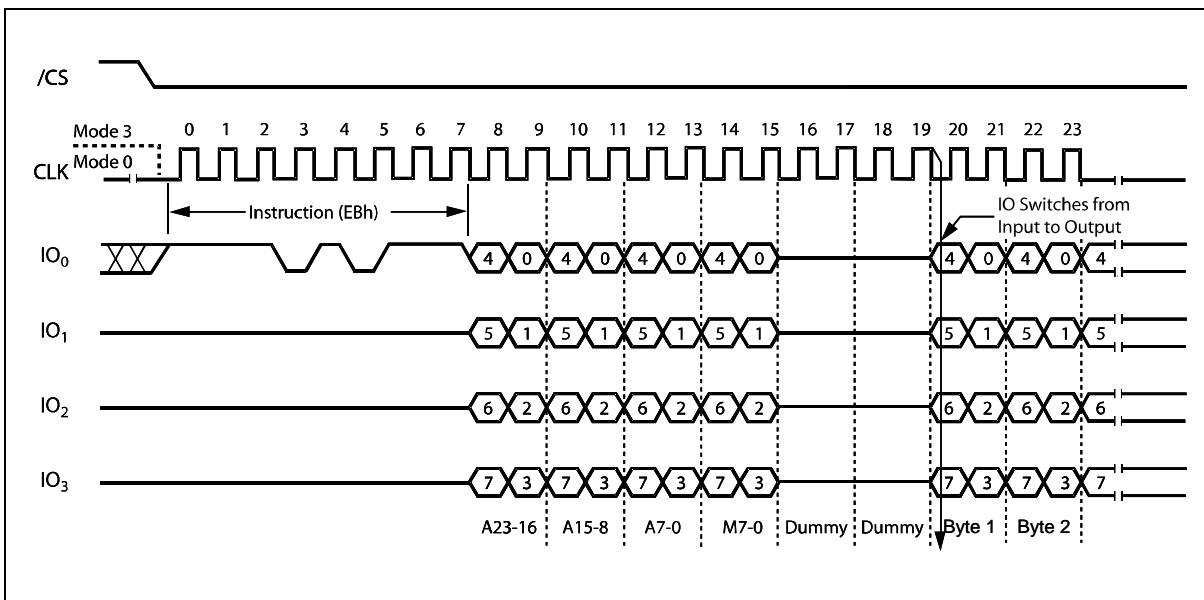 /CS
Mode 3
0 1 2 3 4 5 6 7 8 9 10 11 12 13 14 15 16 17 18 19 20 21 22 23
CLK
Mode 0
Instruction (EBh)
IO Switches from
Input to Output
IO0
4 0 4 0 4 0 4 0 4 0 4 0 4
IO1
5 1 5 1 5 1 5 1 5 1 5 1 5
IO2
6 2 6 2 6 2 6 2 6 2 6 2 6
IO3
7 3 7 3 7 3 7 3 7 3 7 3 7
A23-16 A15-8 A7-0 M7-0 Dummy Dummy Byte 1 Byte 2